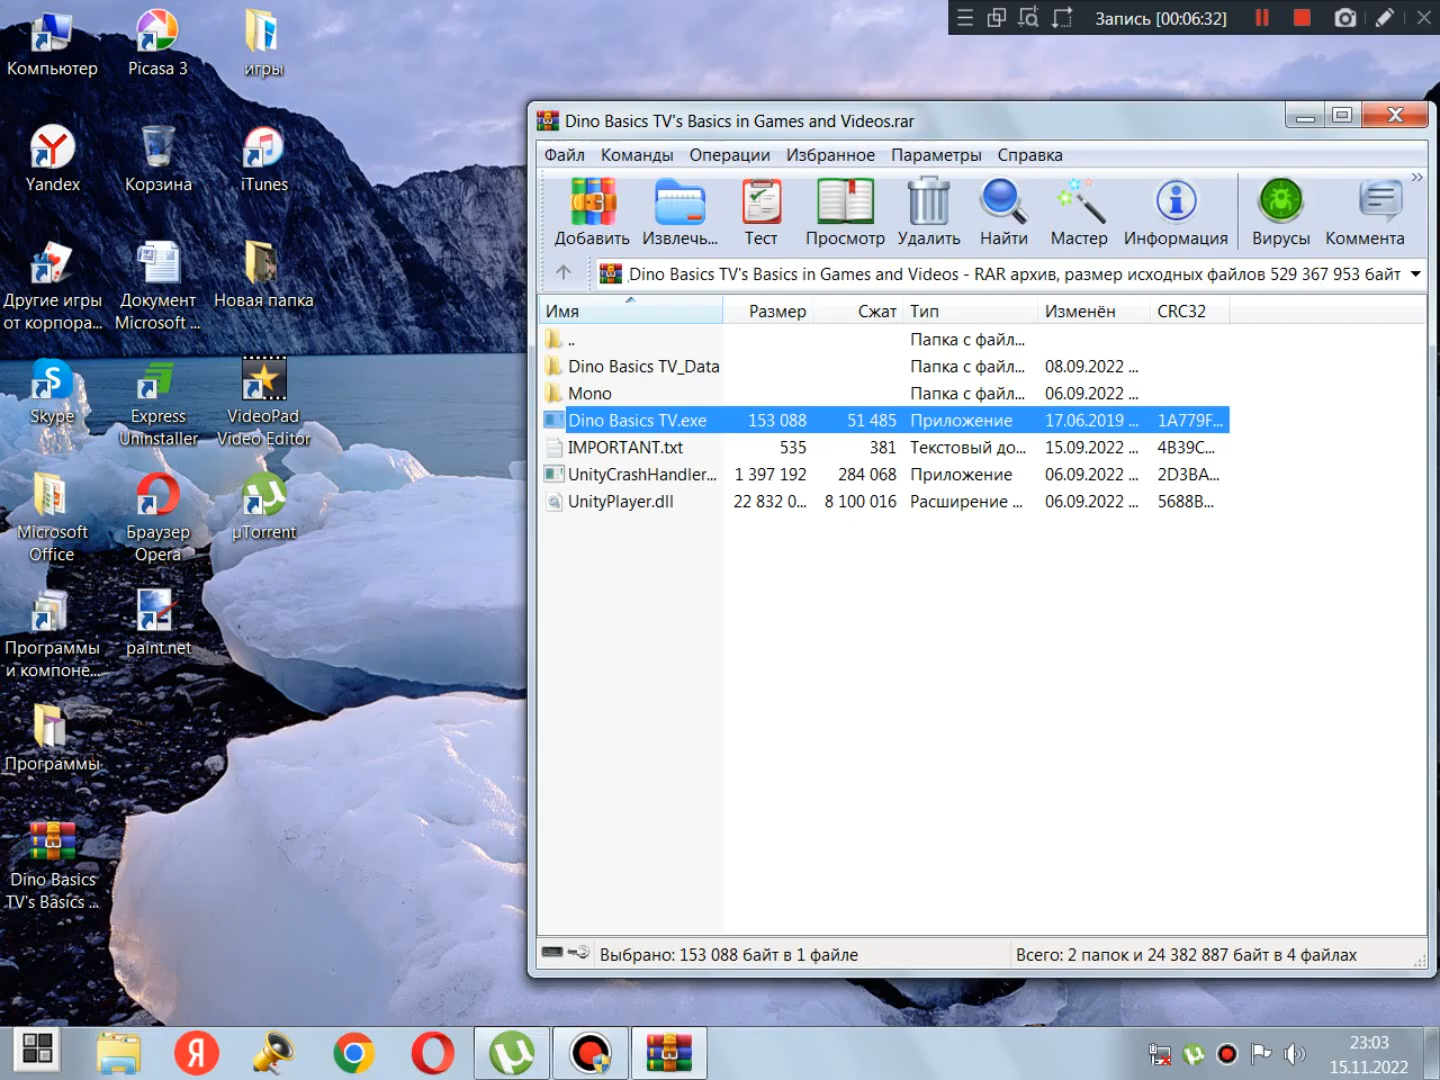 Запись [00:06:32]
Компьютер
Picasa 3
игры
Yandex
Корзина
iTunes
Другие игры
от корпора...
Документ
Microsoft ...
Новая папка
Skype
Express
Uninstaller
VideoPad
Video Editor
Microsoft
Office
Браузер
Opera
µTorrent
Программы
и компоне...
paint.net
Программы
Dino Basics
TV's Basics ...
Dino Basics TV's Basics in Games and Videos.rar
Файл Команды Операции Избранное Параметры Справка
Добавить Извлечь... Тест Просмотр Удалить Найти Мастер Информация Вирусы Коммента
Dino Basics TV's Basics in Games and Videos - RAR архив, размер исходных файлов 529 367 953 байт
Имя Размер Сжат Тип Изменён CRC32
.. Папка с файл...
Dino Basics TV_Data Папка с файл... 08.09.2022 ...
Mono Папка с файл... 06.09.2022 ...
Dino Basics TV.exe 153 088 51 485 Приложение 17.06.2019 ... 1A779F...
IMPORTANT.txt 535 381 Текстовый до... 15.09.2022 ... 4B39C...
UnityCrashHandler... 1 397 192 284 068 Приложение 06.09.2022 ... 2D3BA...
UnityPlayer.dll 22 832 0... 8 100 016 Расширение ... 06.09.2022 ... 5688B...
Выбрано: 153 088 байт в 1 файле
Всего: 2 папок и 24 382 887 байт в 4 файлах
23:03
15.11.2022